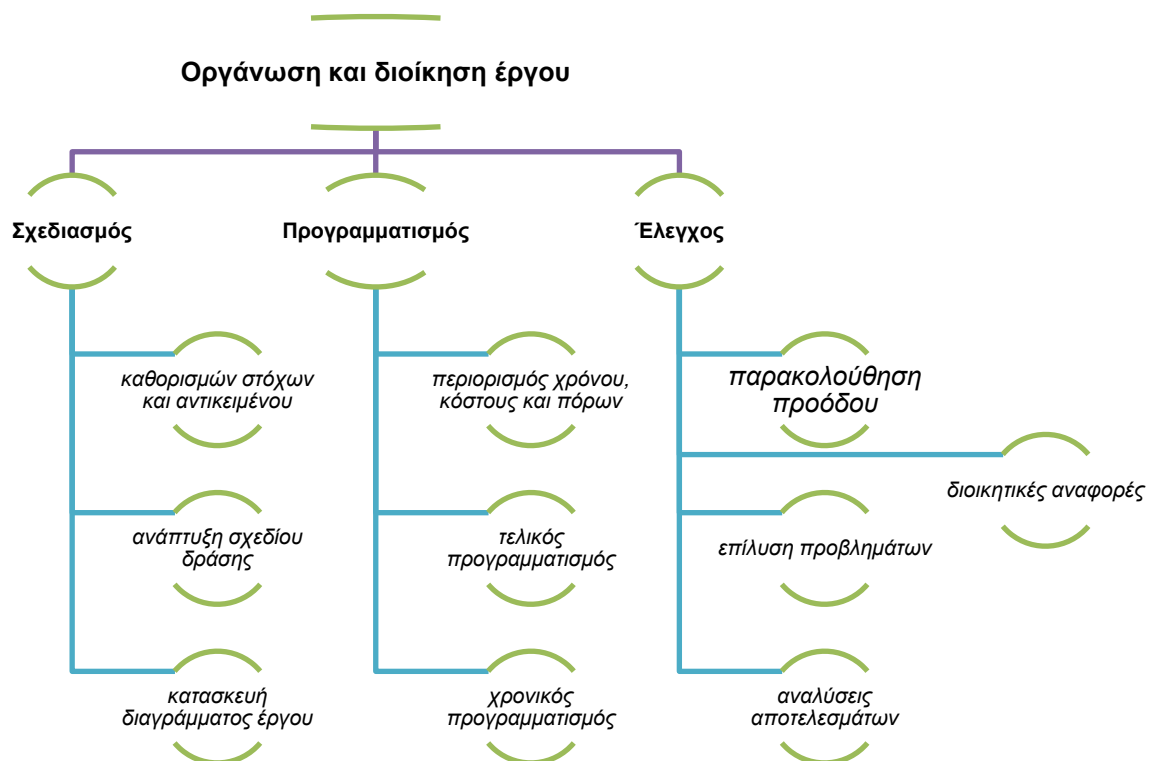 Οργάνωση και διοίκηση έργου
Σχεδιασμός
Προγραμματισμός
Έλεγχος
καθορισμών στόχων
και αντικειμένου
περιορισμός χρόνου,
κόστους και πόρων
παρακολούθηση
προόδου
διοικητικές αναφορές
ανάπτυξη σχεδίου
δράσης
τελικός
προγραμματισμός
επίλυση προβλημάτων
κατασκευή
διαγράμματος έργου
χρονικός
προγραμματισμός
αναλύσεις
αποτελεσμάτων